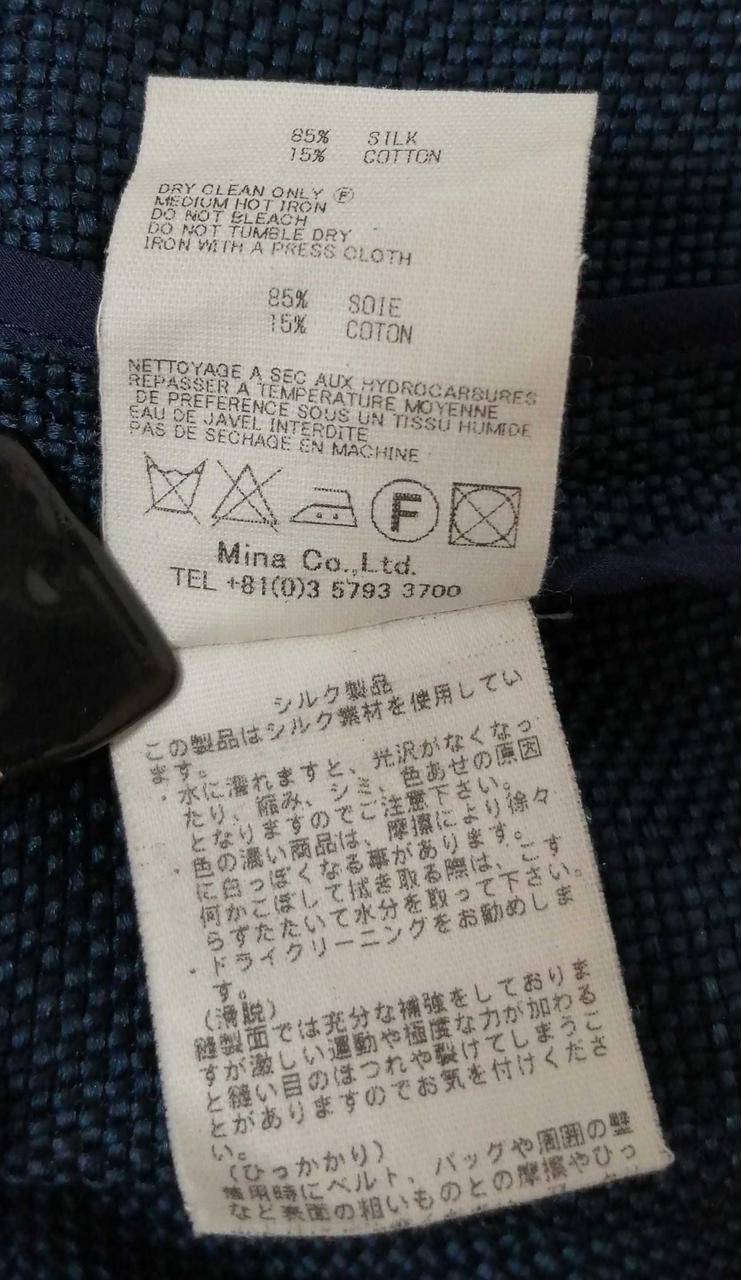 85% SILK
15% COTTON
DRY CLEAN ONLY Ⓕ
MEDIUM HOT IRON
DO NOT BLEACH
DO NOT TUMBLE DRY
IRON WITH A PRESS CLOTH
85% SOIE
15% COTON
NETTOYAGE A SEC AUX HYDROCARBURES
REPASSER A TEMPERATURE MOYENNE
DE PREFERENCE SOUS UN TISSU HUMIDE
EAU DE JAVEL INTERDITE
PAS DE SECHAGE EN MACHINE
F
Mina Co.,Ltd.
TEL +81(0)3 5793 3700
シルク製品
この製品はシルク素材を使用してい
ます。
・水に濡れますと、光沢がなくなっ
たり、縮み、シミ、色あせの原因
となりますのでご注意下さい。
・色の濃い商品は、摩擦により、徐々
に白っぽくなる事があります。
何かこぼして拭き取る際は、
らずたたいて水分を取って下さい。
・ドライクリーニングをお勧めしま
す。
(滑脱)
縫製面では充分な補強をしておりま
すが激しい運動や極度な力が加わる
と縫い目のほつれや裂けてしまうこ
とがありますのでお気を付けくださ
い。
(ひっかかり)
着用時にベルト、バッグや周囲の壁
など表面の粗いものとの摩擦やひっ